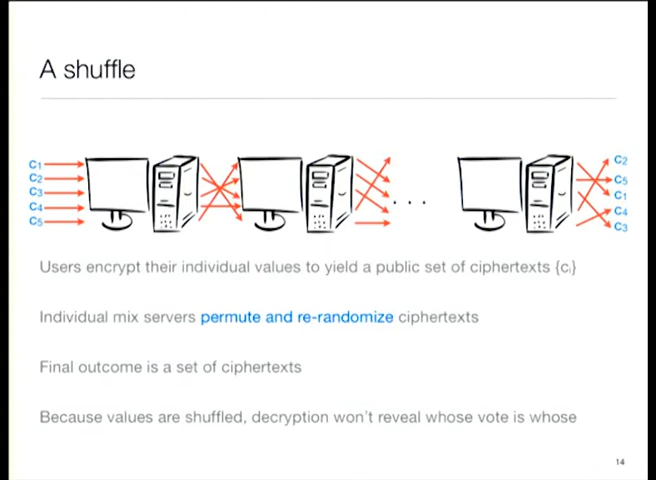 A shuffle
C1
C2
C3
C4
C5
. . .
C2
C5
C1
C4
C3
Users encrypt their individual values to yield a public set of ciphertexts {ci}
Individual mix servers permute and re-randomize ciphertexts
Final outcome is a set of ciphertexts
Because values are shuffled, decryption won't reveal whose vote is whose
14